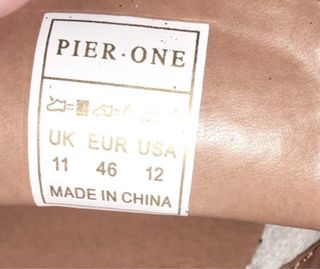 PIER·ONE
UK EUR USA
11 46 12
MADE IN CHINA